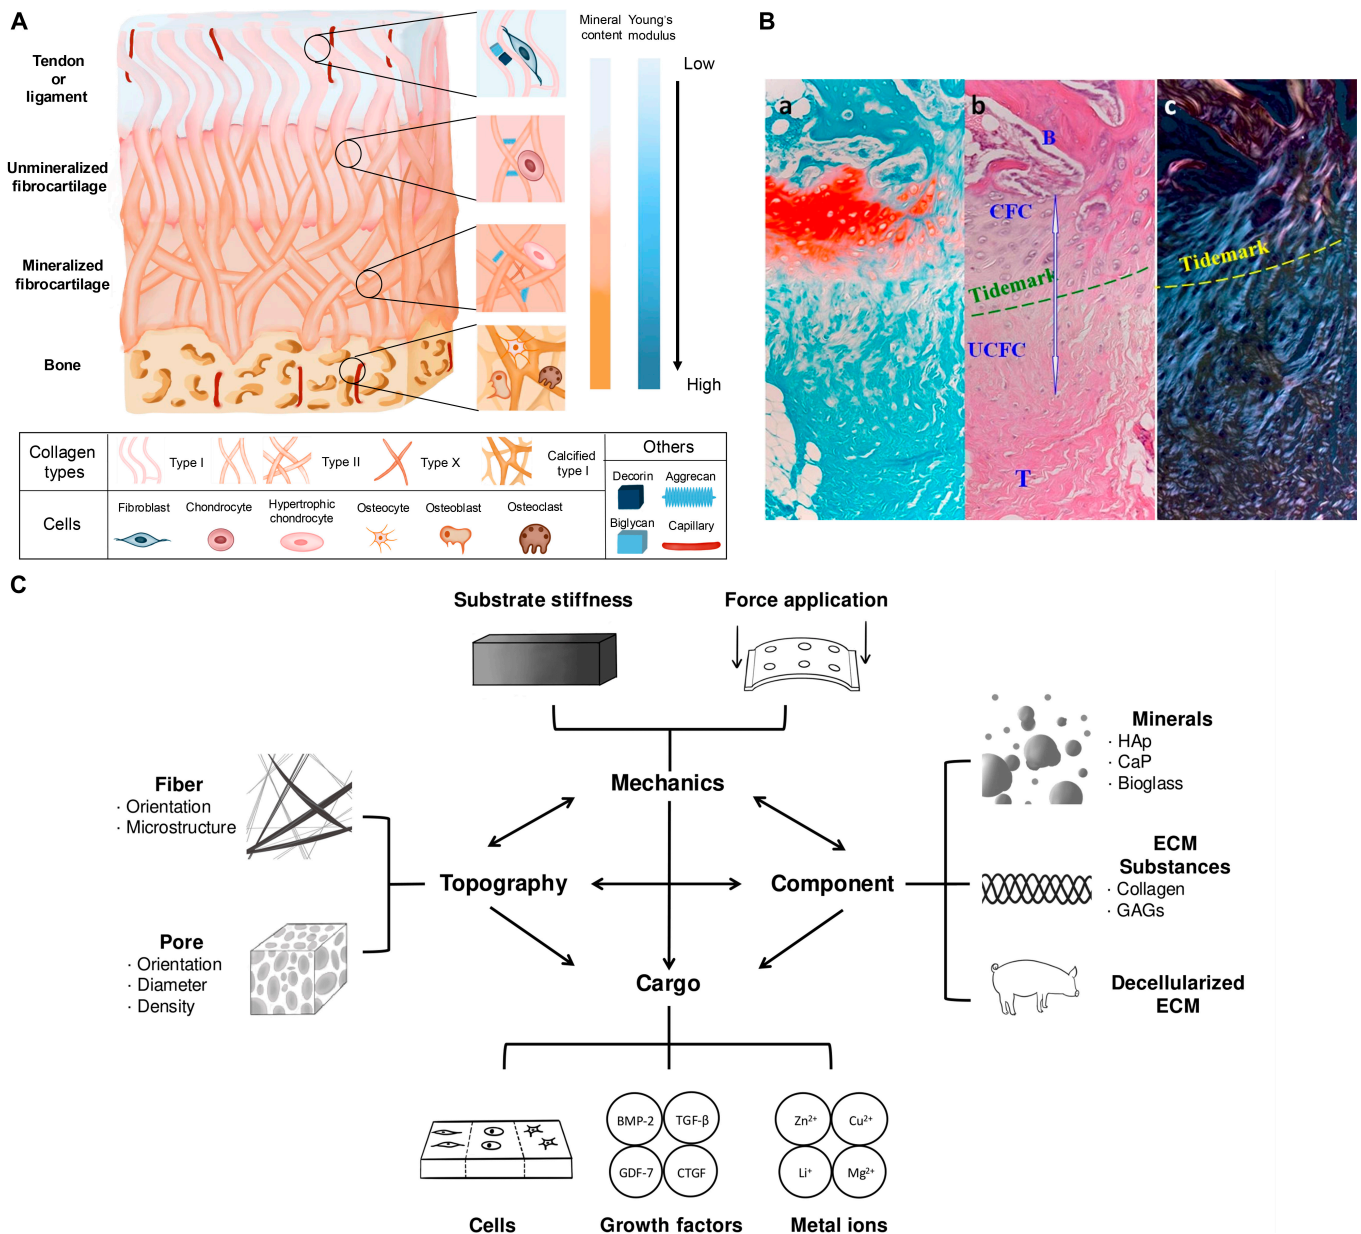 A
Tendon
or
ligament
Unmineralized
fibrocartilage
Mineralized
fibrocartilage
Bone
Mineral
content
Young's
modulus
Low
High
Collagen
types
Type I
Type II
Type X
Calcified
type I
Cells
Fibroblast
Chondrocyte
Hypertrophic
chondrocyte
Osteocyte
Osteoblast
Osteoclast
Others
Decorin
Aggrecan
Biglycan
Capillary
B
a
b
B
CFC
Tidemark
UCFC
T
c
Tidemark
C
Substrate stiffness
Force application
Mechanics
Fiber
· Orientation
· Microstructure
Pore
· Orientation
· Diameter
· Density
Topography
Component
Cargo
Minerals
· HAp
· CaP
· Bioglass
ECM
Substances
· Collagen
· GAGs
Decellularized
ECM
BMP-2
TGF-β
GDF-7
CTGF
Zn²⁺
Cu²⁺
Li⁺
Mg²⁺
Cells
Growth factors
Metal ions